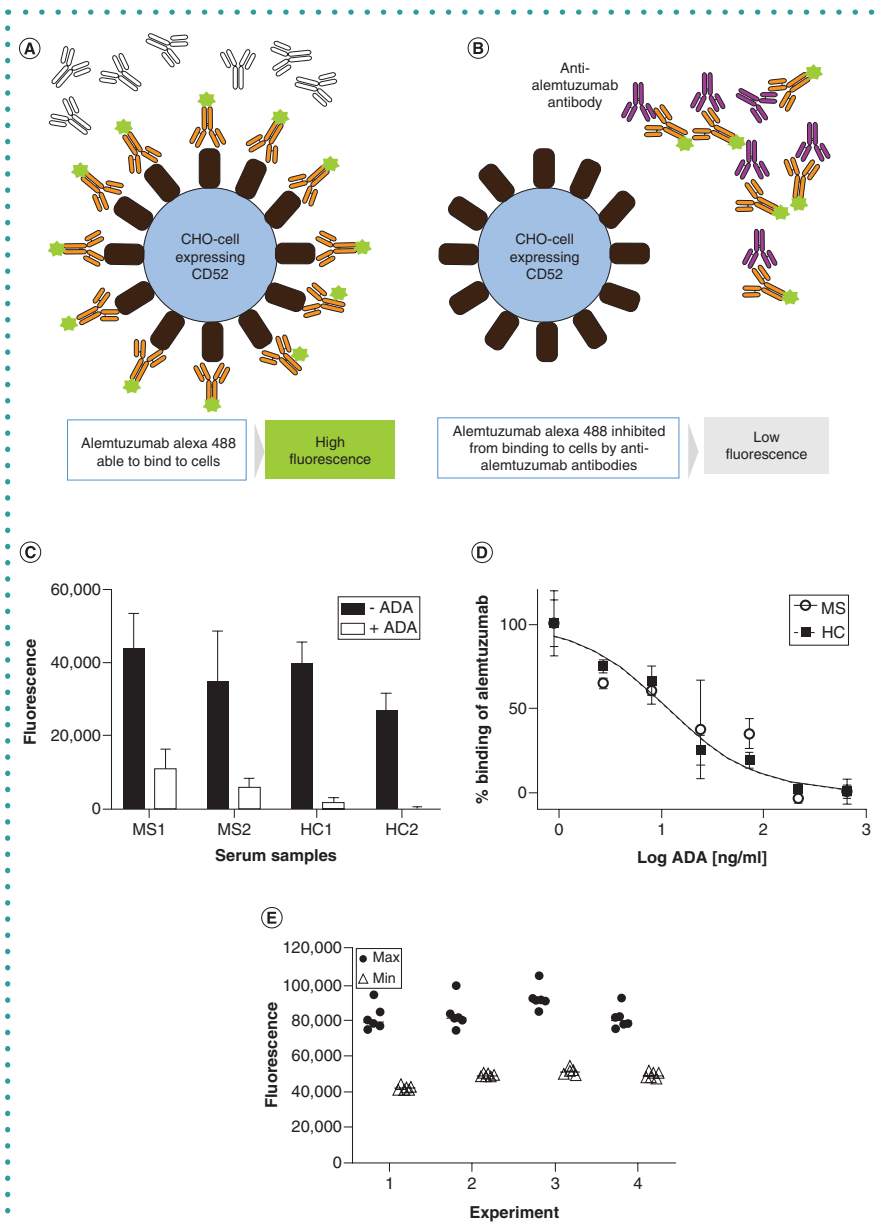 A
B
Anti-
alemtuzumab
antibody
CHO-cell
expressing
CD52
CHO-cell
expressing
CD52
Alemtuzumab alexa 488
able to bind to cells
High
fluorescence
Alemtuzumab alexa 488 inhibited
from binding to cells by anti-
alemtuzumab antibodies
Low
fluorescence
C
60,000
40,000
20,000
0
Fluorescence
- ADA
+ ADA
MS1 MS2 HC1 HC2
Serum samples
D
100
50
0
% binding of alemtuzumab
MS
HC
0 1 2 3
Log ADA [ng/ml]
E
120,000
100,000
80,000
60,000
40,000
20,000
0
Fluorescence
Max
Min
1 2 3 4
Experiment